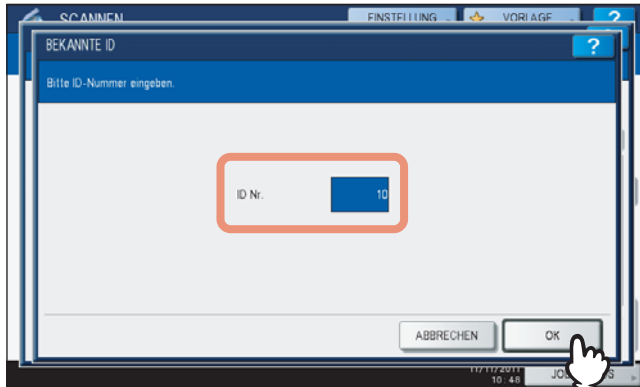 SCANNEN EINSTELLUNG VORLAGE ?
BEKANNTE ID ?
Bitte ID-Nummer eingeben.
ID Nr. 10
ABBRECHEN OK
11/11/2011
10:48